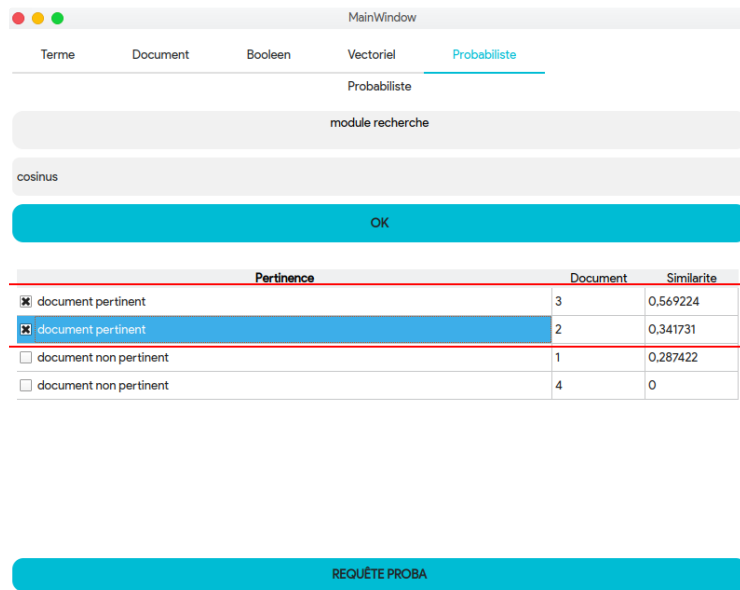 MainWindow
Terme Document Booleen Vectoriel Probabiliste
Probabiliste
module recherche
cosinus
OK
Pertinence Document Similarite
document pertinent 3 0,569224
document pertinent 2 0,341731
document non pertinent 1 0,287422
document non pertinent 4 0
REQUÊTE PROBA